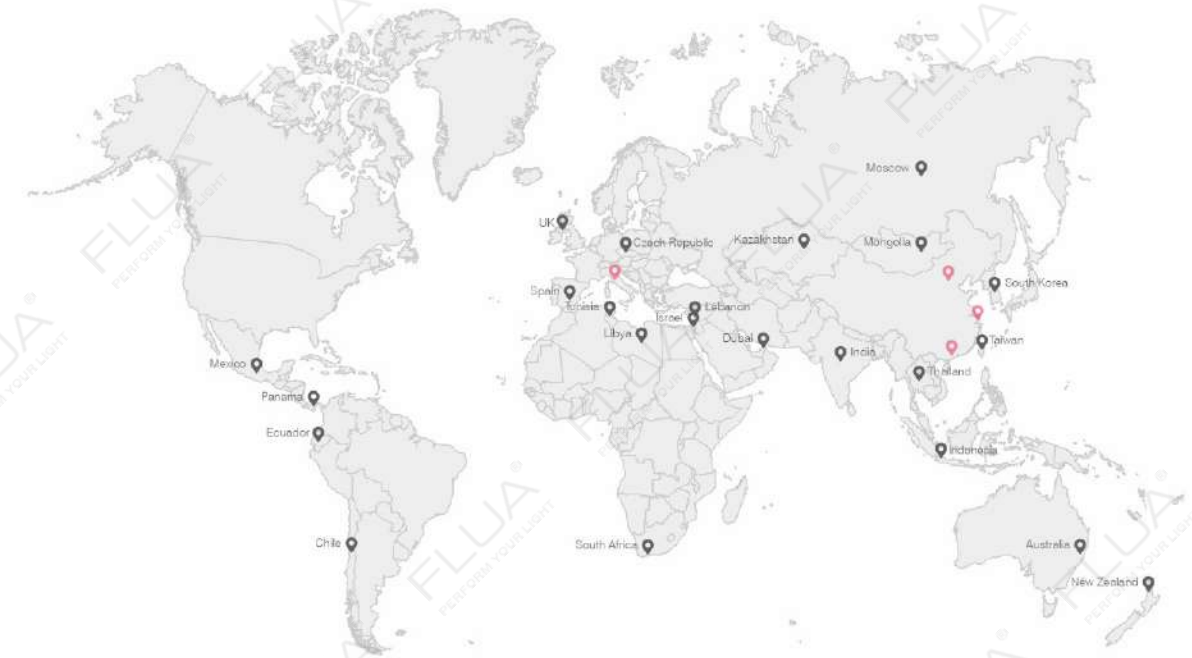 FLUA
PERFORM YOUR LIGHT
Moscow
UK
Czech Republic
Kazakhstan
Mongolia
Spain
South Korea
Tunisia
Lebanon
Israel
Libya
Dubai
Taiwan
India
Mexico
Thailand
Panama
Ecuador
Indonesia
Chile
South Africa
Australia
New Zealand